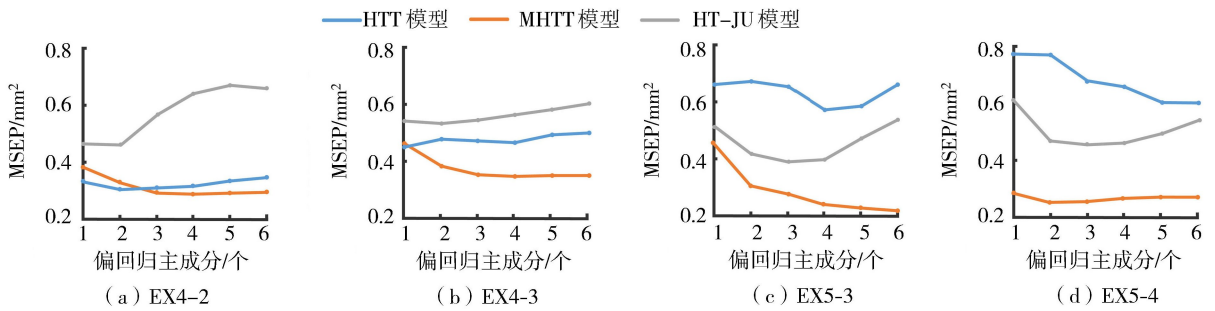 HTT 模型 MHTT 模型 HT-JU 模型
0.8 0.8 0.8 0.8
0.6 0.6 0.6 0.6
0.4 0.4 0.4 0.4
0.2 0.2 0.2 0.2
MSEP/mm² MSEP/mm² MSEP/mm² MSEP/mm²
1 2 3 4 5 6 1 2 3 4 5 6 1 2 3 4 5 6 1 2 3 4 5 6
偏回归主成分/个 偏回归主成分/个 偏回归主成分/个 偏回归主成分/个
（a）EX4-2 （b）EX4-3 （c）EX5-3 （d）EX5-4